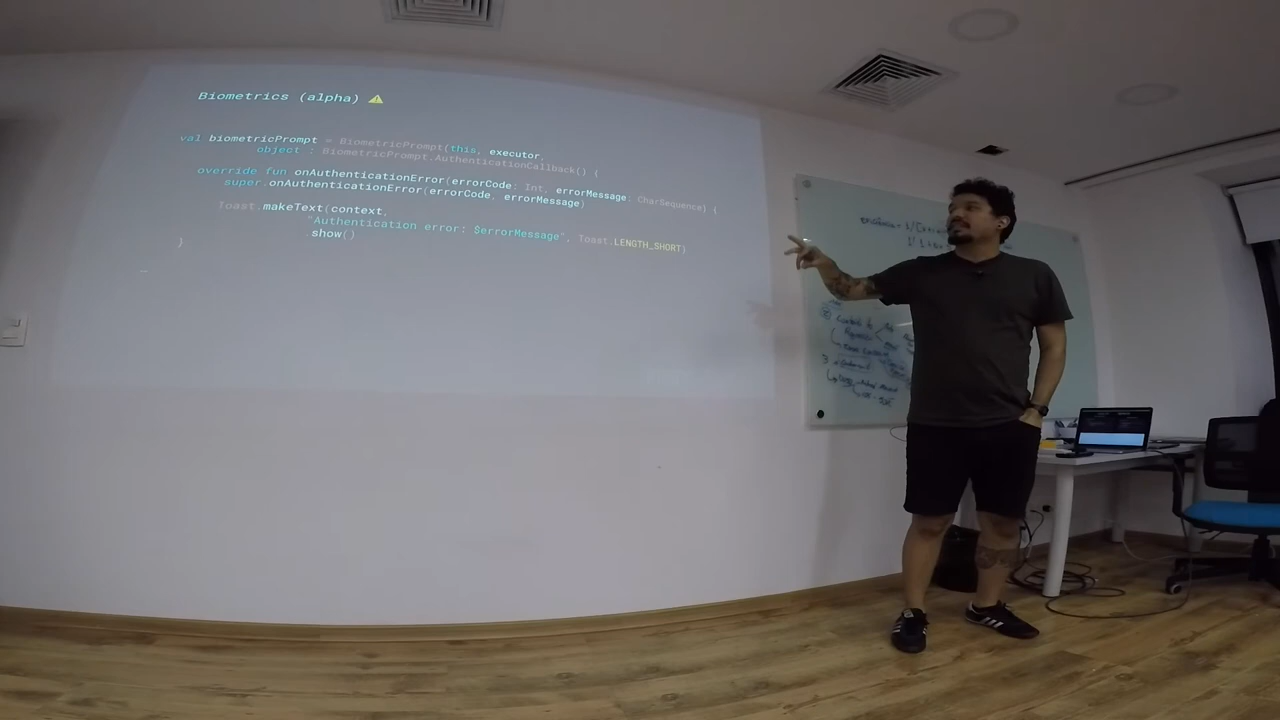 Biometrics (alpha) ⚠
val biometricPrompt = BiometricPrompt(this, executor,
object : BiometricPrompt.AuthenticationCallback() {
override fun onAuthenticationError(errorCode: Int, errorMessage: CharSequence) {
super.onAuthenticationError(errorCode, errorMessage)
Toast.makeText(context,
"Authentication error: $errorMessage", Toast.LENGTH_SHORT)
.show()
}